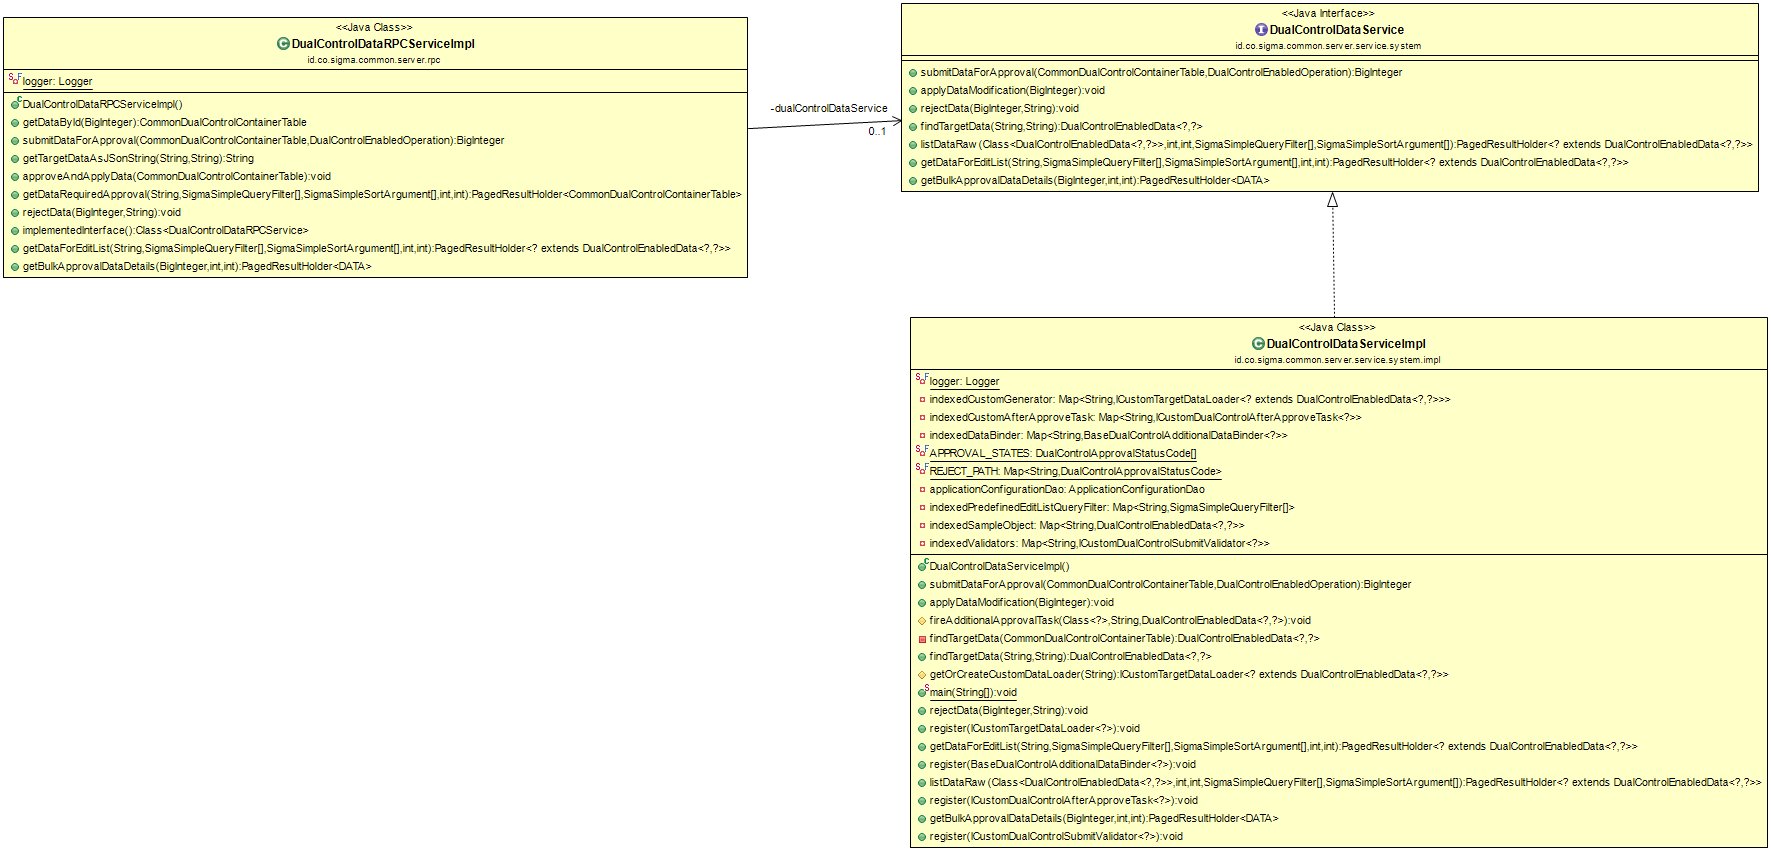 <<Java Class>>
DualControlDataRPCServiceImpl
id.co.sigma.common.server.rpc
logger: Logger
DualControlDataRPCServiceImpl()
getDataById(BigInteger):CommonDualControlContainerTable
submitDataForApproval(CommonDualControlContainerTable,DualControlEnabledOperation):BigInteger
getTargetDataAsJSonString(String,String):String
approveAndApplyData(CommonDualControlContainerTable):void
getDataRequiredApproval(String,SigmaSimpleQueryFilter[],SigmaSimpleSortArgument[],int,int):PagedResultHolder<CommonDualControlContainerTable>
rejectData(BigInteger,String):void
implementedInterface():Class<DualControlDataRPCService>
getDataForEditList(String,SigmaSimpleQueryFilter[],SigmaSimpleSortArgument[],int,int):PagedResultHolder<? extends DualControlEnabledData<?,?>>
getBulkApprovalDataDetails(BigInteger,int,int):PagedResultHolder<DATA>
-dualControlDataService
0..1
<<Java Interface>>
DualControlDataService
id.co.sigma.common.server.service.system
submitDataForApproval(CommonDualControlContainerTable,DualControlEnabledOperation):BigInteger
applyDataModification(BigInteger):void
rejectData(BigInteger,String):void
findTargetData(String,String):DualControlEnabledData<?,?>
listDataRaw(Class<DualControlEnabledData<?,?>>,int,int,SigmaSimpleQueryFilter[],SigmaSimpleSortArgument[]):PagedResultHolder<? extends DualControlEnabledData<?,?>>
getDataForEditList(String,SigmaSimpleQueryFilter[],SigmaSimpleSortArgument[],int,int):PagedResultHolder<? extends DualControlEnabledData<?,?>>
getBulkApprovalDataDetails(BigInteger,int,int):PagedResultHolder<DATA>
<<Java Class>>
DualControlDataServiceImpl
id.co.sigma.common.server.service.system.impl
logger: Logger
indexedCustomGenerator: Map<String,ICustomTargetDataLoader<? extends DualControlEnabledData<?,?>>>
indexedCustomAfterApproveTask: Map<String,ICustomDualControlAfterApproveTask<?>>
indexedDataBinder: Map<String,BaseDualControlAdditionalDataBinder<?>>
APPROVAL_STATES: DualControlApprovalStatusCode[]
REJECT_PATH: Map<String,DualControlApprovalStatusCode>
applicationConfigurationDao: ApplicationConfigurationDao
indexedPredefinedEditListQueryFilter: Map<String,SigmaSimpleQueryFilter[]>
indexedSampleObject: Map<String,DualControlEnabledData<?,?>>
indexedValidators: Map<String,ICustomDualControlSubmitValidator<?>>
DualControlDataServiceImpl()
submitDataForApproval(CommonDualControlContainerTable,DualControlEnabledOperation):BigInteger
applyDataModification(BigInteger):void
fireAdditionalApprovalTask(Class<?>,String,DualControlEnabledData<?,?>):void
findTargetData(CommonDualControlContainerTable):DualControlEnabledData<?,?>
findTargetData(String,String):DualControlEnabledData<?,?>
getOrCreateCustomDataLoader(String):ICustomTargetDataLoader<? extends DualControlEnabledData<?,?>>
main(String[]):void
rejectData(BigInteger,String):void
register(ICustomTargetDataLoader<?>):void
getDataForEditList(String,SigmaSimpleQueryFilter[],SigmaSimpleSortArgument[],int,int):PagedResultHolder<? extends DualControlEnabledData<?,?>>
register(BaseDualControlAdditionalDataBinder<?>):void
listDataRaw(Class<DualControlEnabledData<?,?>>,int,int,SigmaSimpleQueryFilter[],SigmaSimpleSortArgument[]):PagedResultHolder<? extends DualControlEnabledData<?,?>>
register(ICustomDualControlAfterApproveTask<?>):void
getBulkApprovalDataDetails(BigInteger,int,int):PagedResultHolder<DATA>
register(ICustomDualControlSubmitValidator<?>):void